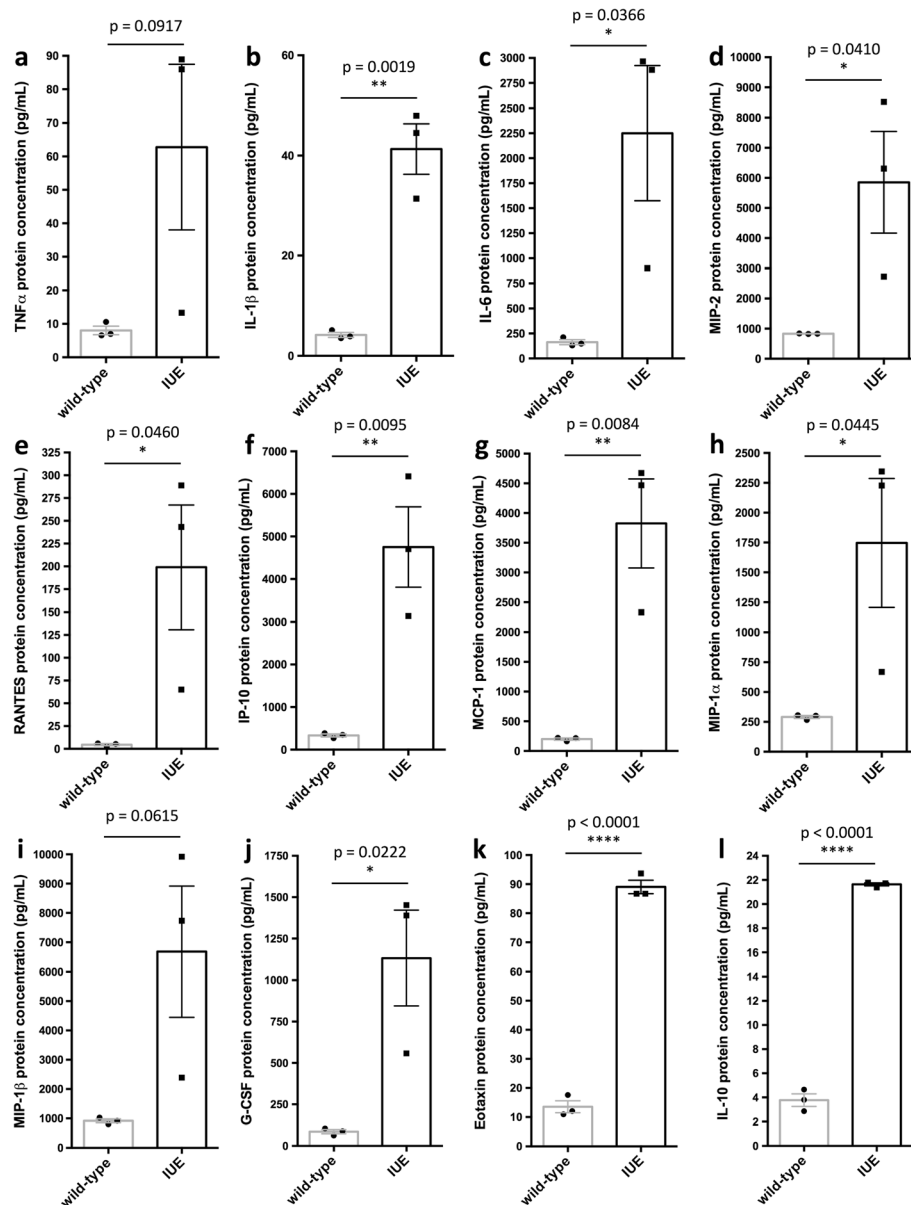 p = 0.0917
a
TNFα protein concentration (pg/mL)
90
80
70
60
50
40
30
20
10
0
wild-type
IUE
b
p = 0.0019
**
IL-1β protein concentration (pg/mL)
60
40
20
0
wild-type
IUE
p = 0.0366
*
c
IL-6 protein concentration (pg/mL)
3000
2750
2500
2250
2000
1750
1500
1250
1000
750
500
250
0
wild-type
IUE
p = 0.0410
*
d
MIP-2 protein concentration (pg/mL)
10000
9000
8000
7000
6000
5000
4000
3000
2000
1000
0
wild-type
IUE
p = 0.0460
*
e
RANTES protein concentration (pg/mL)
325
300
275
250
225
200
175
150
125
100
75
50
25
0
wild-type
IUE
p = 0.0095
**
f
IP-10 protein concentration (pg/mL)
7000
6000
5000
4000
3000
2000
1000
0
wild-type
IUE
p = 0.0084
**
g
MCP-1 protein concentration (pg/mL)
5000
4500
4000
3500
3000
2500
2000
1500
1000
500
0
wild-type
IUE
p = 0.0445
*
h
MIP-1α protein concentration (pg/mL)
2500
2250
2000
1750
1500
1250
1000
750
500
250
0
wild-type
IUE
p = 0.0615
i
MIP-1β protein concentration (pg/mL)
10000
9000
8000
7000
6000
5000
4000
3000
2000
1000
0
wild-type
IUE
j
p = 0.0222
*
G-CSF protein concentration (pg/mL)
1750
1500
1250
1000
750
500
250
0
wild-type
IUE
p < 0.0001
****
k
Eotaxin protein concentration (pg/mL)
100
90
80
70
60
50
40
30
20
10
0
wild-type
IUE
p < 0.0001
****
l
IL-10 protein concentration (pg/mL)
24
22
20
18
16
14
12
10
8
6
4
2
0
wild-type
IUE